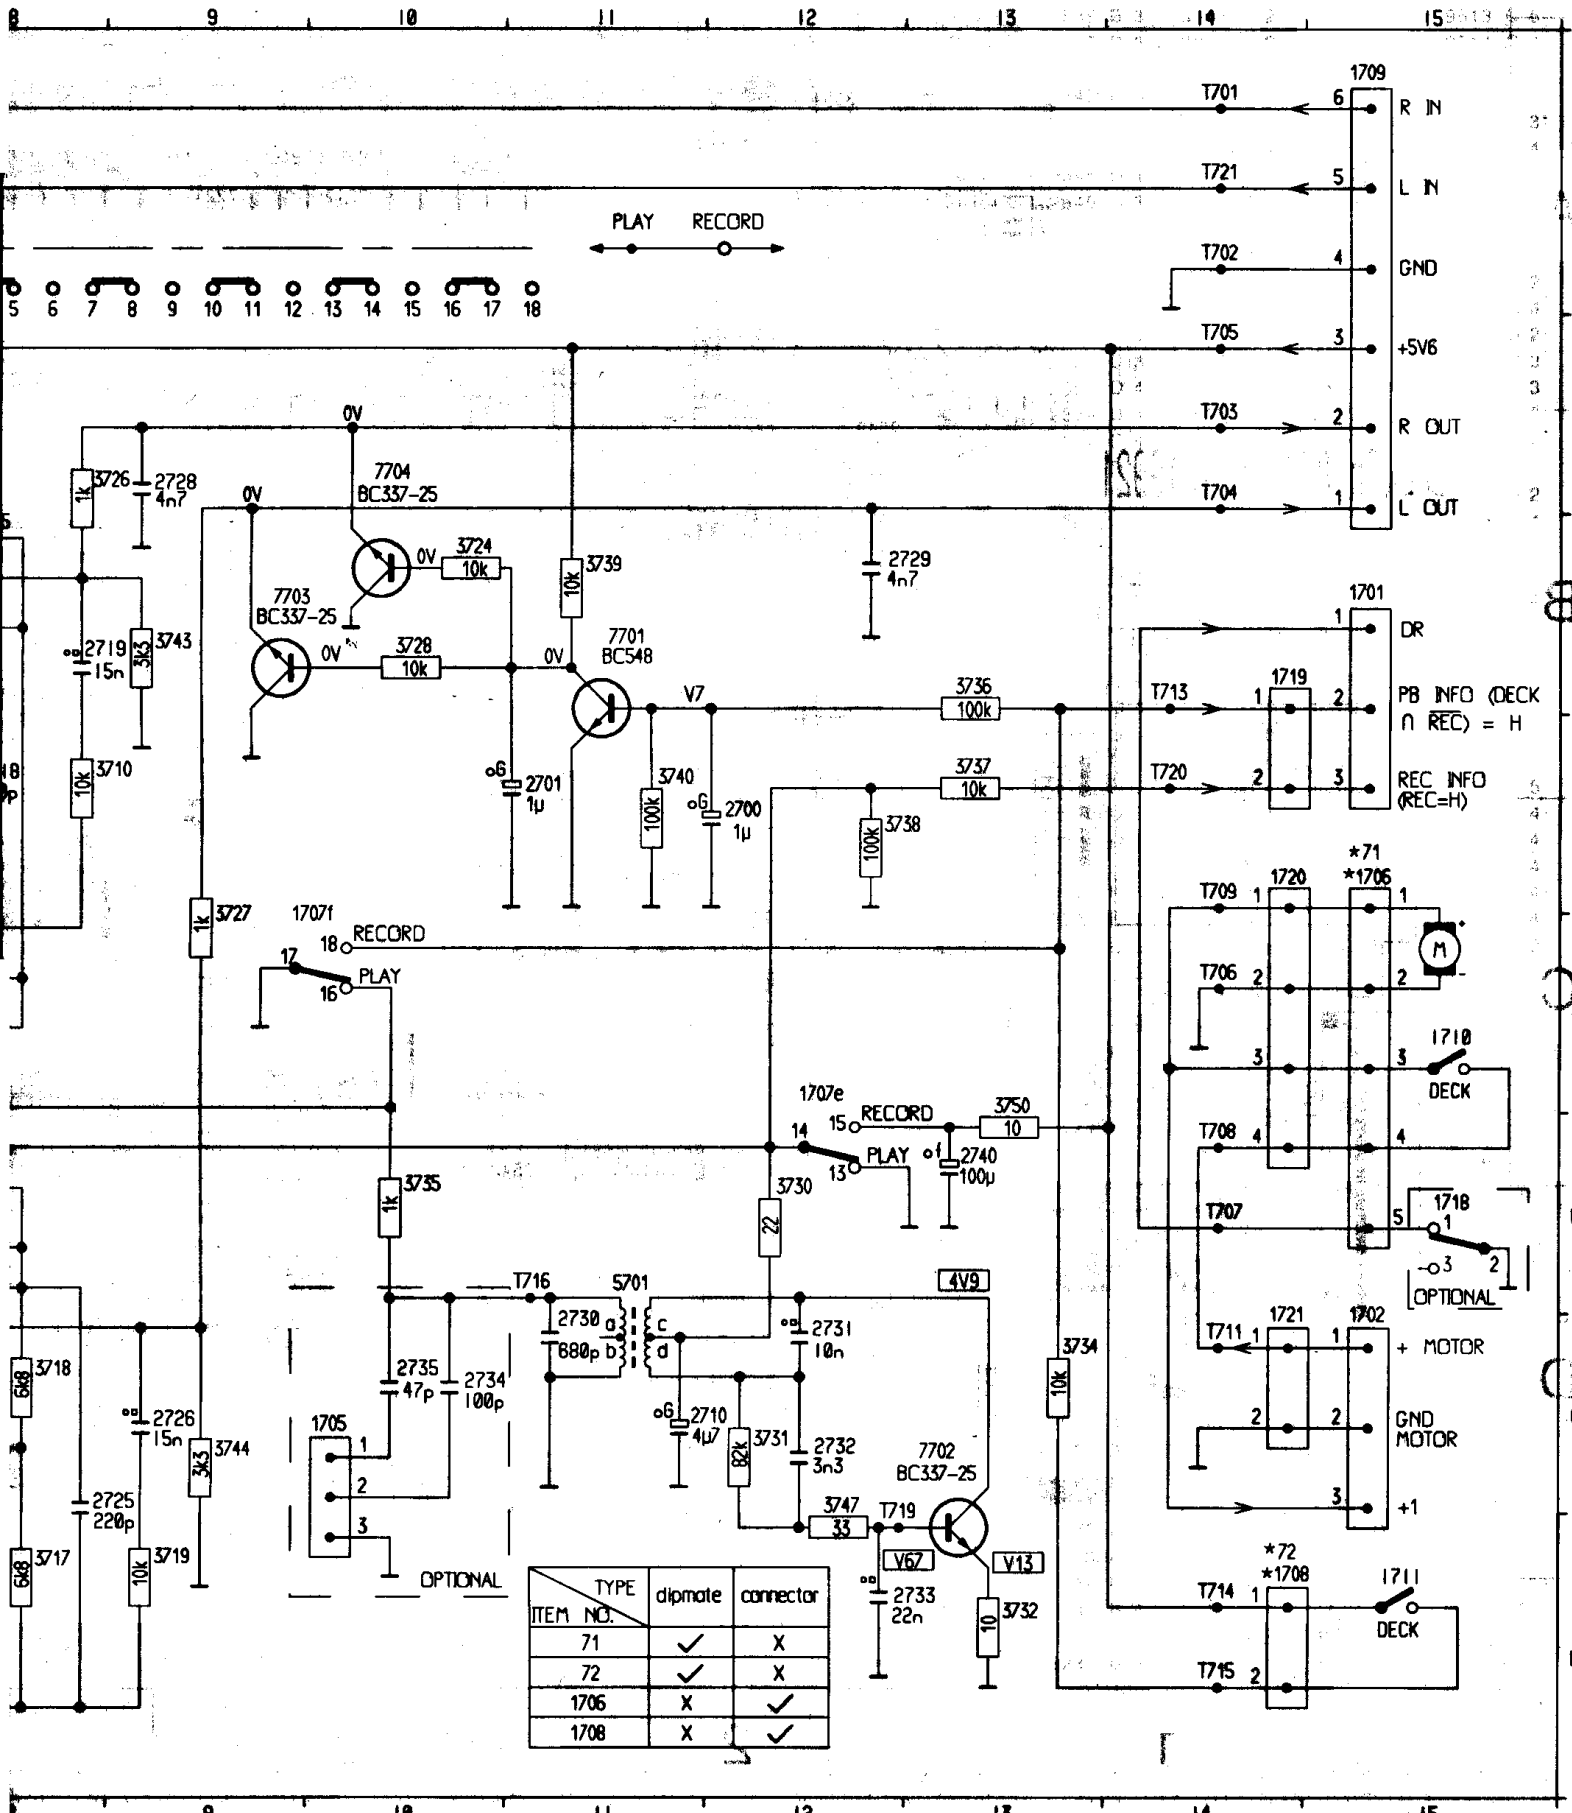 8 9 10 11 12 13 14 15
1709
T701 6 R IN
T721 5 L IN
PLAY RECORD
T702 4 GND
5 6 7 8 9 10 11 12 13 14 15 16 17 18
T705 3 +5V6
0V
T703 2 R OUT
7704
BC337-25
3726 1k
2728
4n7
0V
T704 1 L OUT
3724
0V 10k
3739
10k
2729
4n7
7703
BC337-25
1701
1 DR
2719
15n
3743
3k3
0V
3728
10k
0V
7701
BC548
V7
3736
100k
T713 1 1719 2
PB INFO (DECK
∩ REC) = H
3710
10k
G 2701
1µ
3740
100k
G 2700
1µ
3737
10k
T720 2 3
REC INFO
(REC=H)
3738
100k
*71
1720 *1706
T709 1 1
3727
1k
1707f
18 RECORD
17
16 PLAY
M
+
-
T706 2 2
1710
3 3
DECK
1707e
15 RECORD
14
13 PLAY
3750
10
f 2740
100µ
T708 4 4
3735
1k
3730
22
T707 5
1718
1
2
3
OPTIONAL
T716 5701
4V9
2730
680p
a
b
c
d
2731
10n
1721 1702
3734
10k
T711 1 1 + MOTOR
3718
6k8
2735
47p
2734
100p
2726
15n
3744
3k3
1705
1
2
3
G 2710
4µ7
3731
82k
2732
3n3
7702
BC337-25
2 2 GND
MOTOR
2725
220p
3747
33
T719
3 +1
3717
6k8
3719
10k
OPTIONAL
V67
V13
2733
22n
3732
10
*72
*1708
T714 1
1711
DECK
T715 2
TYPE
ITEM NO. dipmate connector
71 ✓ X
72 ✓ X
1706 X ✓
1708 X ✓
9 10 11 12 13 14 15